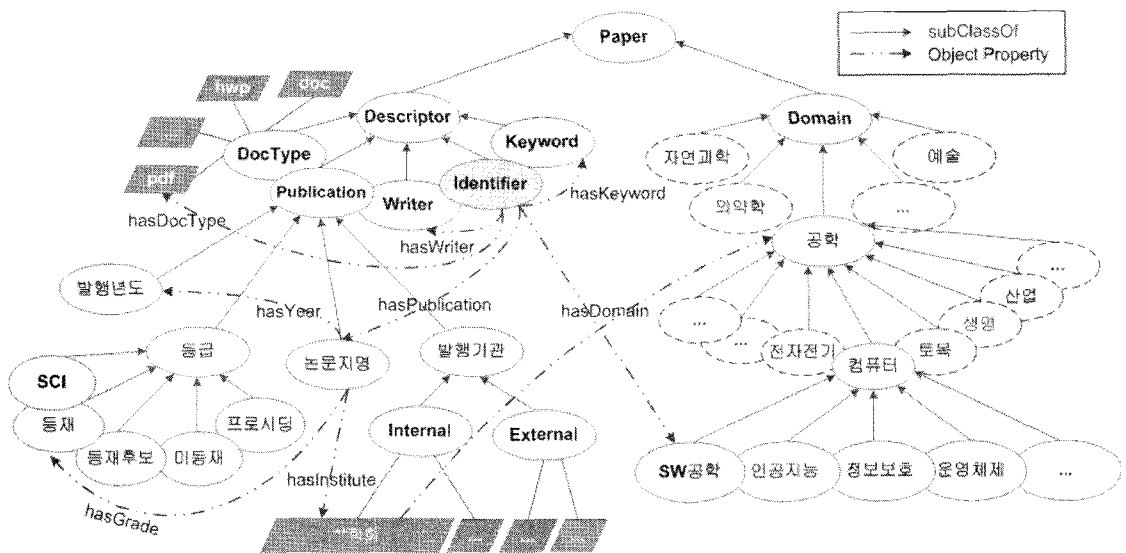 Paper
subClassOf
Object Property
hwp
doc
Descriptor
Domain
...
DocType
Keyword
자연과학
예술
pdf
Publication
Writer
Identifier
hasKeyword
의약학
...
hasDocType
hasWriter
공학
발행년도
hasYear
hasPublication
hasDomain
...
산업
생명
...
...
등급
논문지명
발행기관
전자전기
컴퓨터
토목
SCI
등재
프로시딩
Internal
External
등재후보
미등재
SW공학
인공지능
정보보호
운영체제
...
hasInstitute
hasGrade
...
...
...